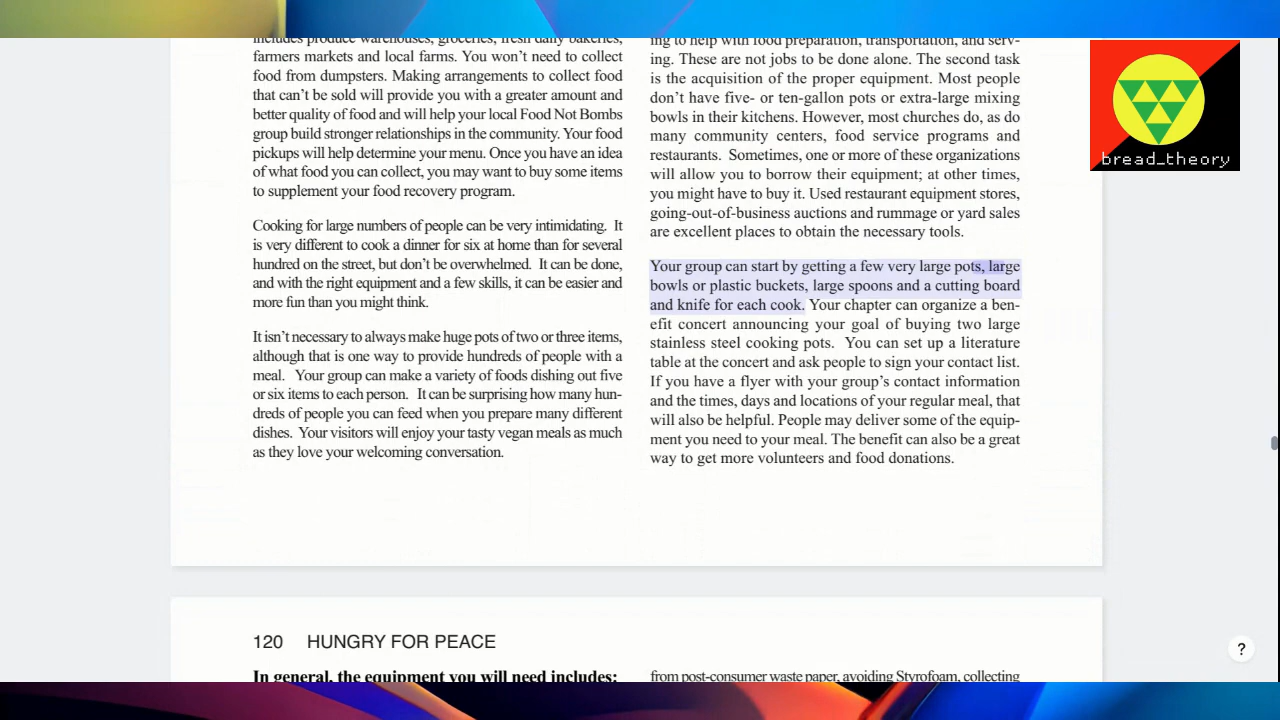 includes produce warehouses, groceries, fresh daily bakeries,
farmers markets and local farms. You won't need to collect
food from dumpsters. Making arrangements to collect food
that can't be sold will provide you with a greater amount and
better quality of food and will help your local Food Not Bombs
group build stronger relationships in the community. Your food
pickups will help determine your menu. Once you have an idea
of what food you can collect, you may want to buy some items
to supplement your food recovery program.
Cooking for large numbers of people can be very intimidating. It
is very different to cook a dinner for six at home than for several
hundred on the street, but don't be overwhelmed. It can be done,
and with the right equipment and a few skills, it can be easier and
more fun than you might think.
It isn't necessary to always make huge pots of two or three items,
although that is one way to provide hundreds of people with a
meal. Your group can make a variety of foods dishing out five
or six items to each person. It can be surprising how many hun-
dreds of people you can feed when you prepare many different
dishes. Your visitors will enjoy your tasty vegan meals as much
as they love your welcoming conversation.
ing to help with food preparation, transportation, and serv-
ing. These are not jobs to be done alone. The second task
is the acquisition of the proper equipment. Most people
don't have five- or ten-gallon pots or extra-large mixing
bowls in their kitchens. However, most churches do, as do
many community centers, food service programs and
restaurants. Sometimes, one or more of these organizations
will allow you to borrow their equipment; at other times,
you might have to buy it. Used restaurant equipment stores,
going-out-of-business auctions and rummage or yard sales
are excellent places to obtain the necessary tools.
Your group can start by getting a few very large pots, large
bowls or plastic buckets, large spoons and a cutting board
and knife for each cook. Your chapter can organize a ben-
efit concert announcing your goal of buying two large
stainless steel cooking pots. You can set up a literature
table at the concert and ask people to sign your contact list.
If you have a flyer with your group's contact information
and the times, days and locations of your regular meal, that
will also be helpful. People may deliver some of the equip-
ment you need to your meal. The benefit can also be a great
way to get more volunteers and food donations.
bread_theory
120 HUNGRY FOR PEACE
In general, the equipment you will need includes:
from post-consumer waste paper, avoiding Styrofoam, collecting
?